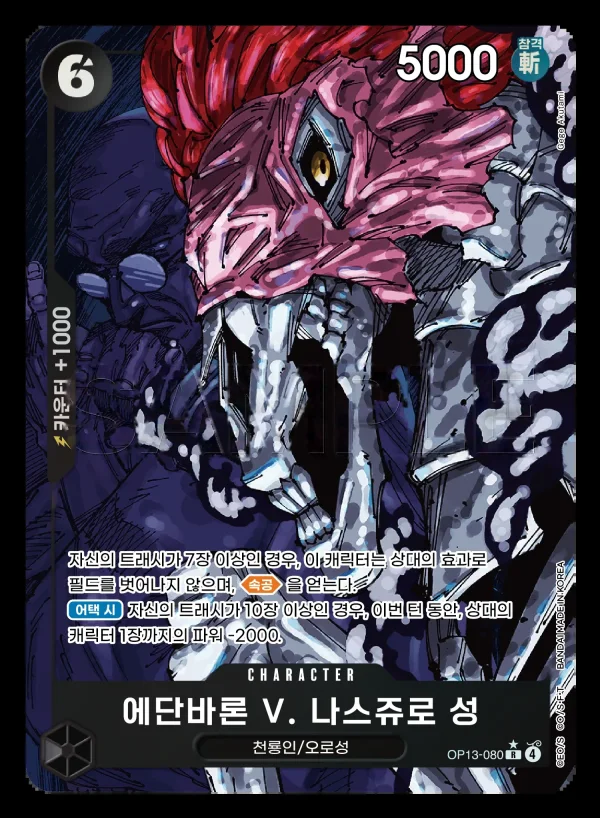 6
5000
참격
斬
Gege Akutami
카운터 +1000
SAMPLE
자신의 트래시가 7장 이상인 경우, 이 캐릭터는 상대의 효과로
필드를 벗어나지 않으며, 속공 을 얻는다.
어택 시 자신의 트래시가 10장 이상인 경우, 이번 턴 동안, 상대의
캐릭터 1장까지의 파워 -2000.
CHARACTER
에단바론 V. 나스쥬로 성
천룡인/오로성
OP13-080 R 4
©EO/S ©O/S·F·T· BANDAI MADE IN KOREA